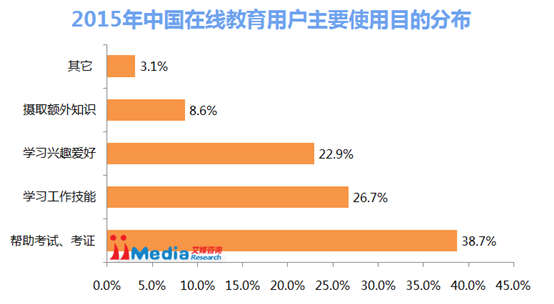 2015年中国在线教育用户主要使用目的分布
其它 3.1%
摄取额外知识 8.6%
学习兴趣爱好 22.9%
学习工作技能 26.7%
帮助考试、考证 38.7%
iiMedia 艾媒咨询
Research
0.0% 5.0% 10.0% 15.0% 20.0% 25.0% 30.0% 35.0% 40.0% 45.0%